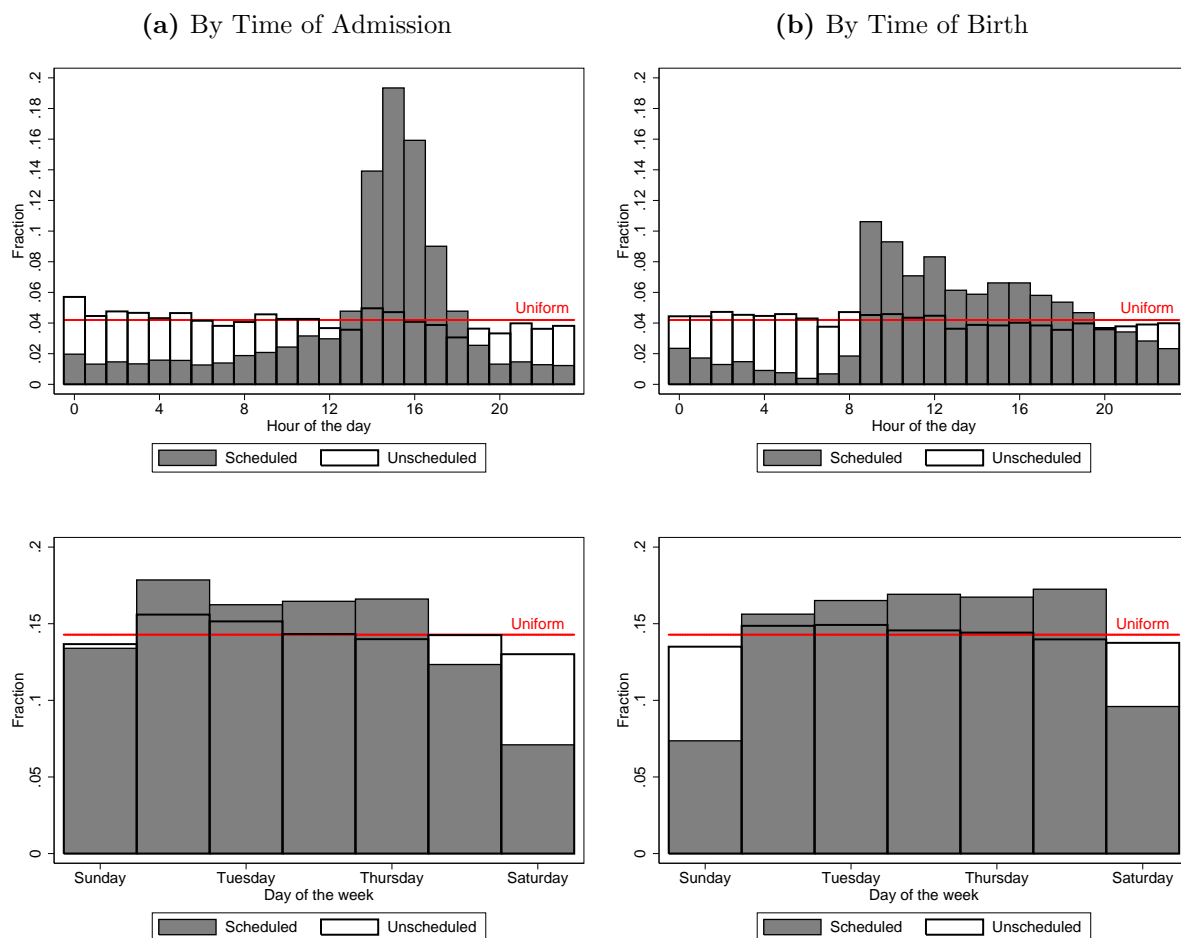 (a) By Time of Admission
(b) By Time of Birth
Fraction
0 .02 .04 .06 .08 .1 .12 .14 .16 .18 .2
Uniform
0 4 8 12 16 20
Hour of the day
Scheduled Unscheduled
Fraction
0 .02 .04 .06 .08 .1 .12 .14 .16 .18 .2
Uniform
0 4 8 12 16 20
Hour of the day
Scheduled Unscheduled
Fraction
0 .05 .1 .15 .2
Uniform
Sunday Tuesday Thursday Saturday
Day of the week
Scheduled Unscheduled
Fraction
0 .05 .1 .15 .2
Uniform
Sunday Tuesday Thursday Saturday
Day of the week
Scheduled Unscheduled